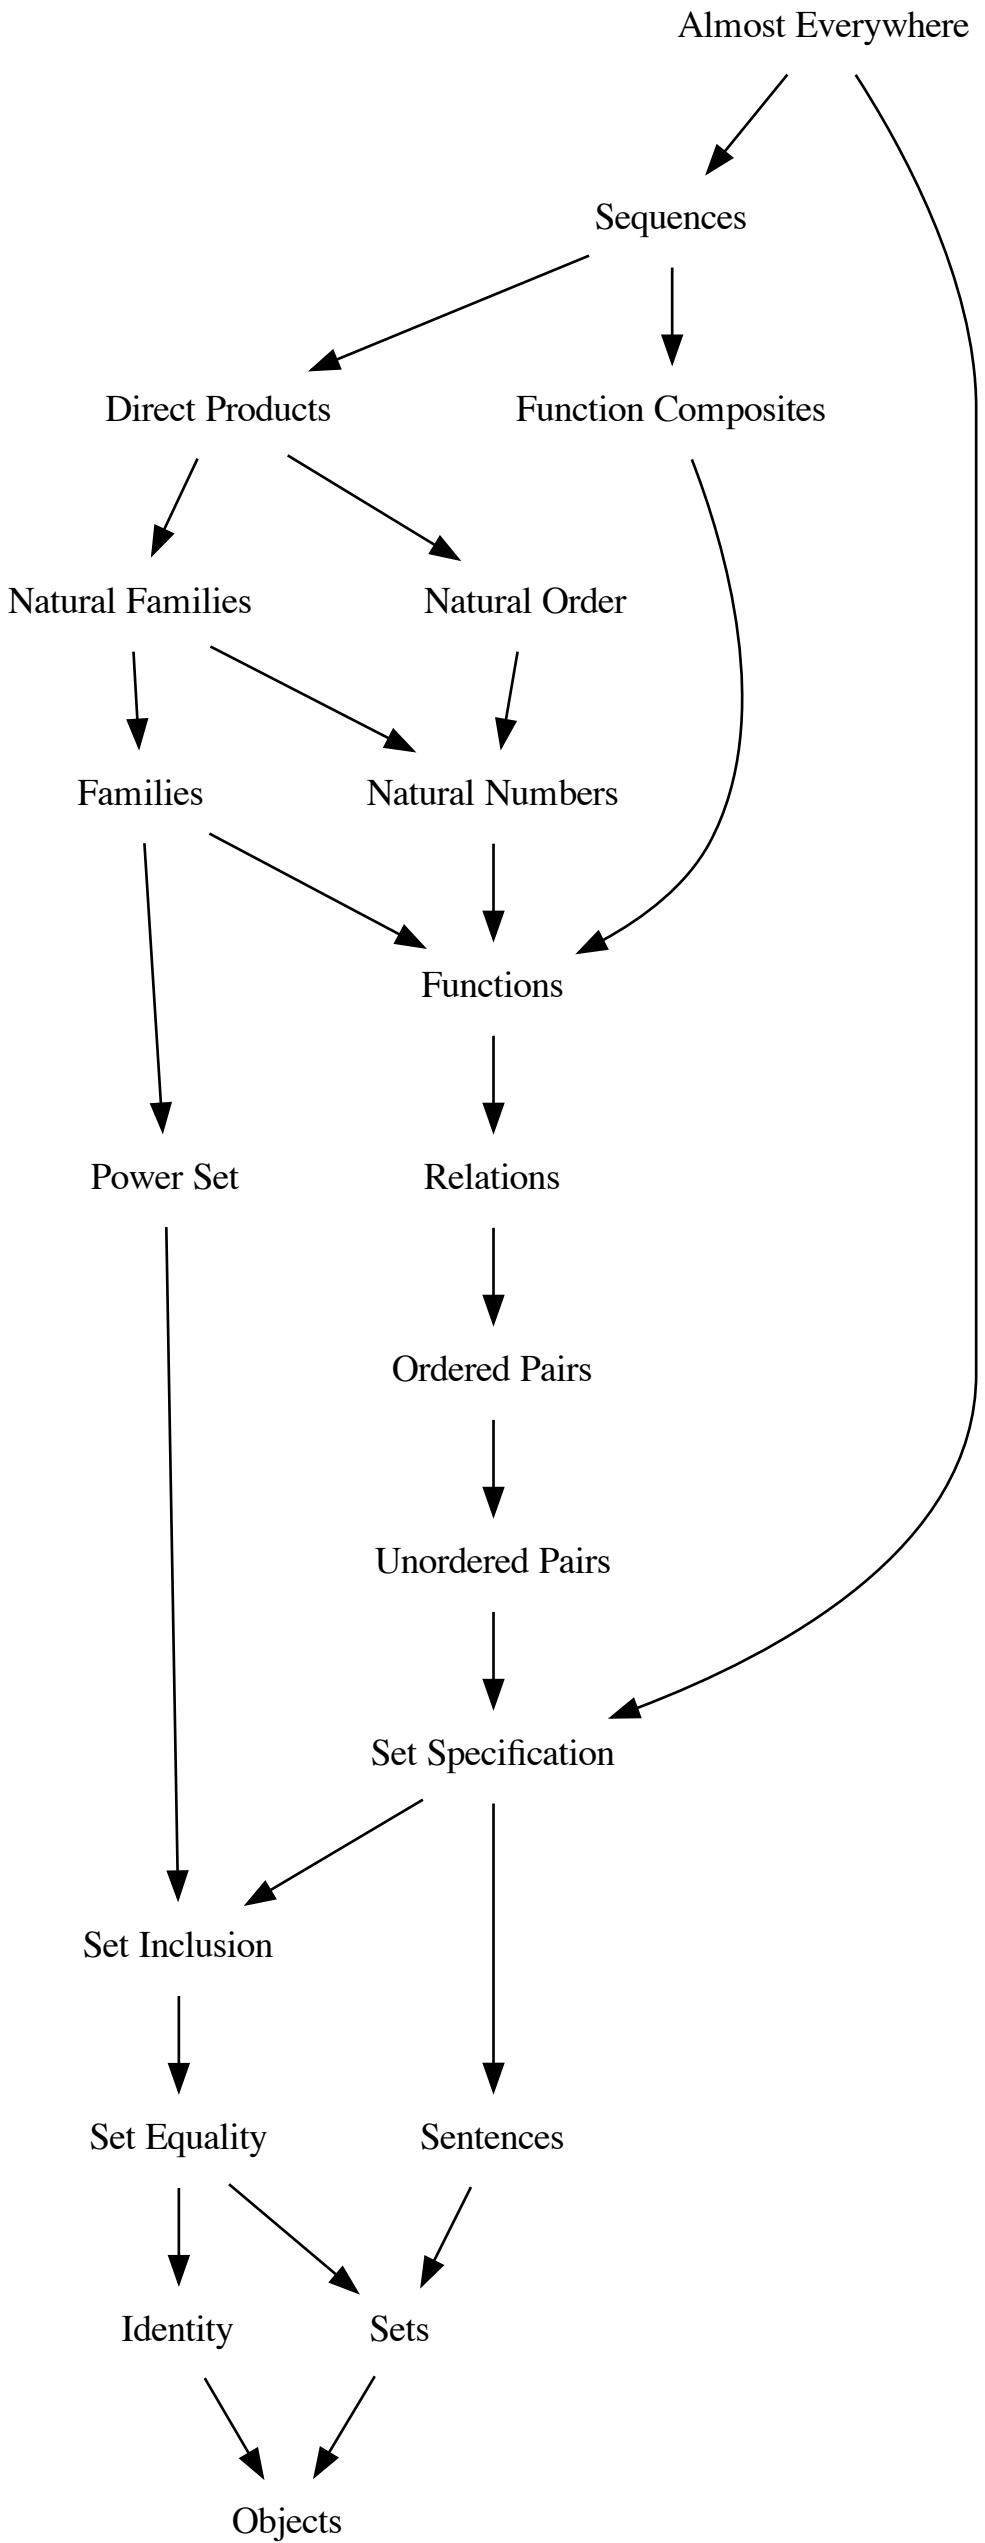 Almost Everywhere
Sequences
Direct Products
Function Composites
Natural Families
Natural Order
Families
Natural Numbers
Functions
Power Set
Relations
Ordered Pairs
Unordered Pairs
Set Specification
Set Inclusion
Set Equality
Sentences
Identity
Sets
Objects